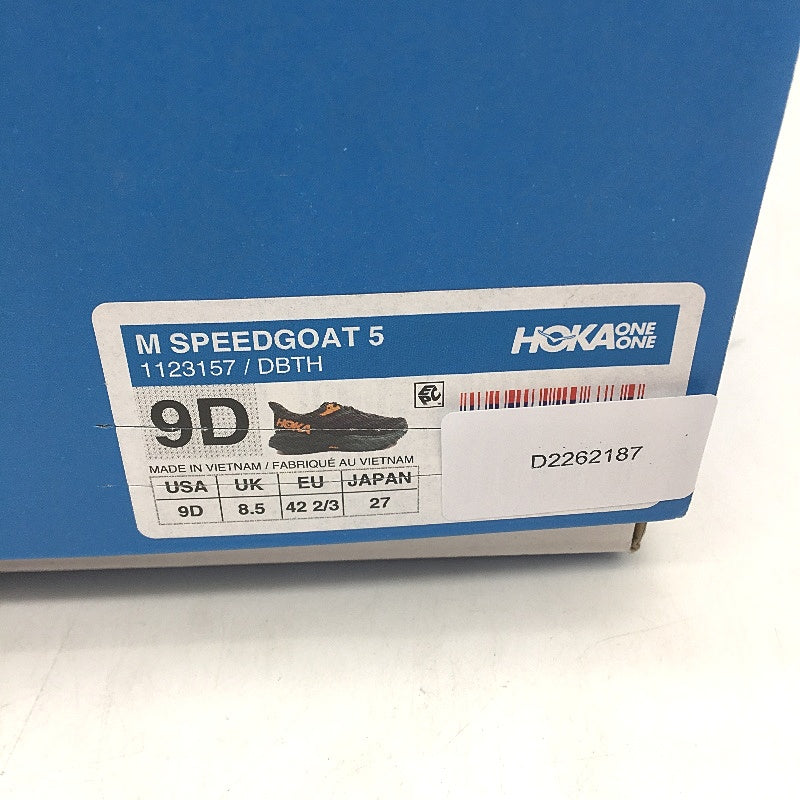 M SPEEDGOAT 5
1123157 / DBTH
HOKA ONE ONE
9D
HOKA
MADE IN VIETNAM / FABRIQUÉ AU VIETNAM
USA UK EU JAPAN
9D 8.5 42 2/3 27
D2262187